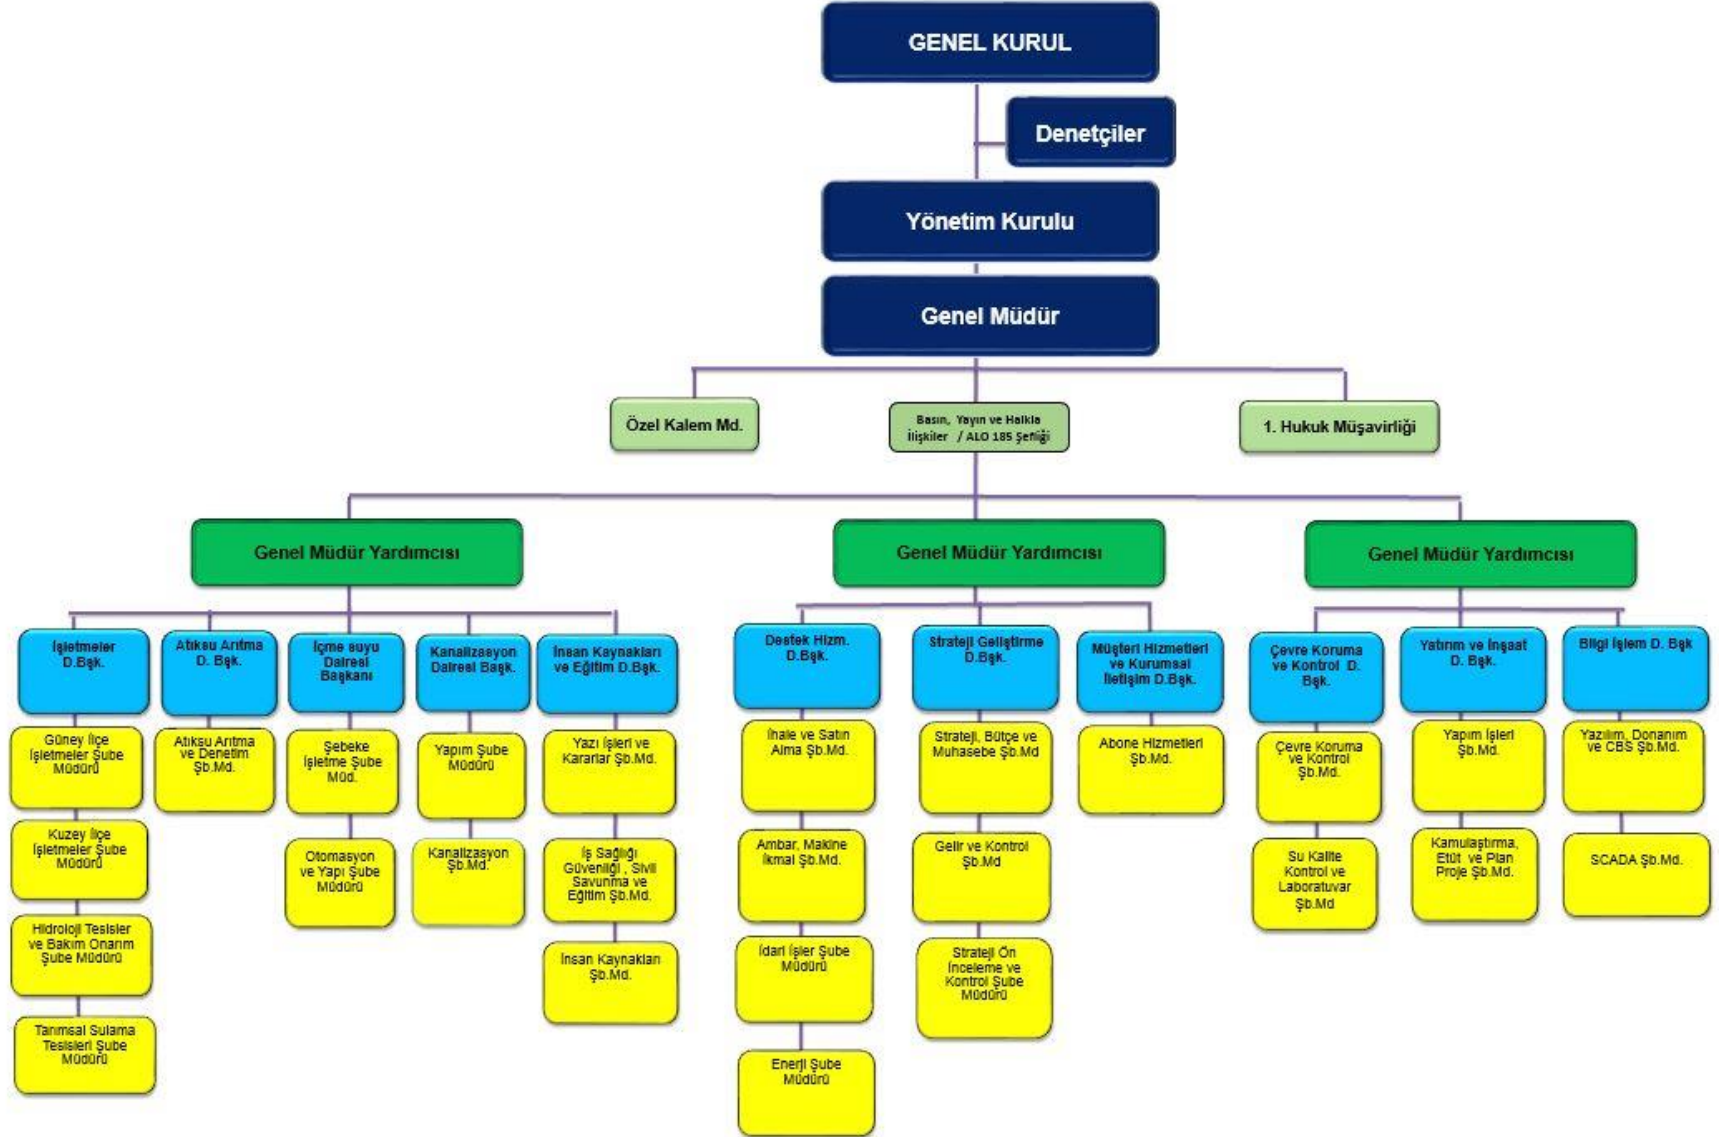 GENEL KURUL
Denetçiler
Yönetim Kurulu
Genel Müdür
Özel Kalem Md.
Basın, Yayın ve Halkla
İlişkiler / ALO 185 Şefliği
1. Hukuk Müşavirliği
Genel Müdür Yardımcısı
Genel Müdür Yardımcısı
Genel Müdür Yardımcısı
İşletmeler
D.Bşk.
Atıksu Arıtma
D. Bşk.
İçme suyu
Dairesi
Başkanı
Kanalizasyon
Dairesi Başk.
İnsan Kaynakları
ve Eğitim D.Bşk.
Destek Hizm.
D.Bşk.
Strateji Geliştirme
D.Bşk.
Müşteri Hizmetleri
ve Kurumsal
İletişim D.Bşk.
Çevre Koruma
ve Kontrol D.
Bşk.
Yatırım ve İnşaat
D. Bşk.
Bilgi İşlem D. Bşk
Güney İlçe
İşletmeler Şube
Müdürü
Kuzey İlçe
İşletmeler Şube
Müdürü
Hidroloji Tesisler
ve Bakım Onarım
Şube Müdürü
Tarımsal Sulama
Tesisleri Şube
Müdürü
Atıksu Arıtma
ve Denetim
Şb.Md.
Şebeke
İşletme Şube
Müd.
Otomasyon
ve Yapı Şube
Müdürü
Yapım Şube
Müdürü
Kanalizasyon
Şb.Md.
Yazı İşleri ve
Kararlar Şb.Md.
İş Sağlığı
Güvenliği , Sivil
Savunma ve
Eğitim Şb.Md.
İnsan Kaynakları
Şb.Md.
İhale ve Satın
Alma Şb.Md.
Ambar, Makine
İkmal Şb.Md.
İdari İşler Şube
Müdürü
Enerji Şube
Müdürü
Strateji, Bütçe ve
Muhasebe Şb.Md
Gelir ve Kontrol
Şb.Md
Strateji Ön
İnceleme ve
Kontrol Şube
Müdürü
Abone Hizmetleri
Şb.Md.
Çevre Koruma
ve Kontrol
Şb.Md.
Su Kalite
Kontrol ve
Laboratuvar
Şb.Md
Yapım İşleri
Şb.Md.
Kamulaştırma,
Etüt ve Plan
Proje Şb.Md.
Yazılım, Donanım
ve CBS Şb.Md.
SCADA Şb.Md.